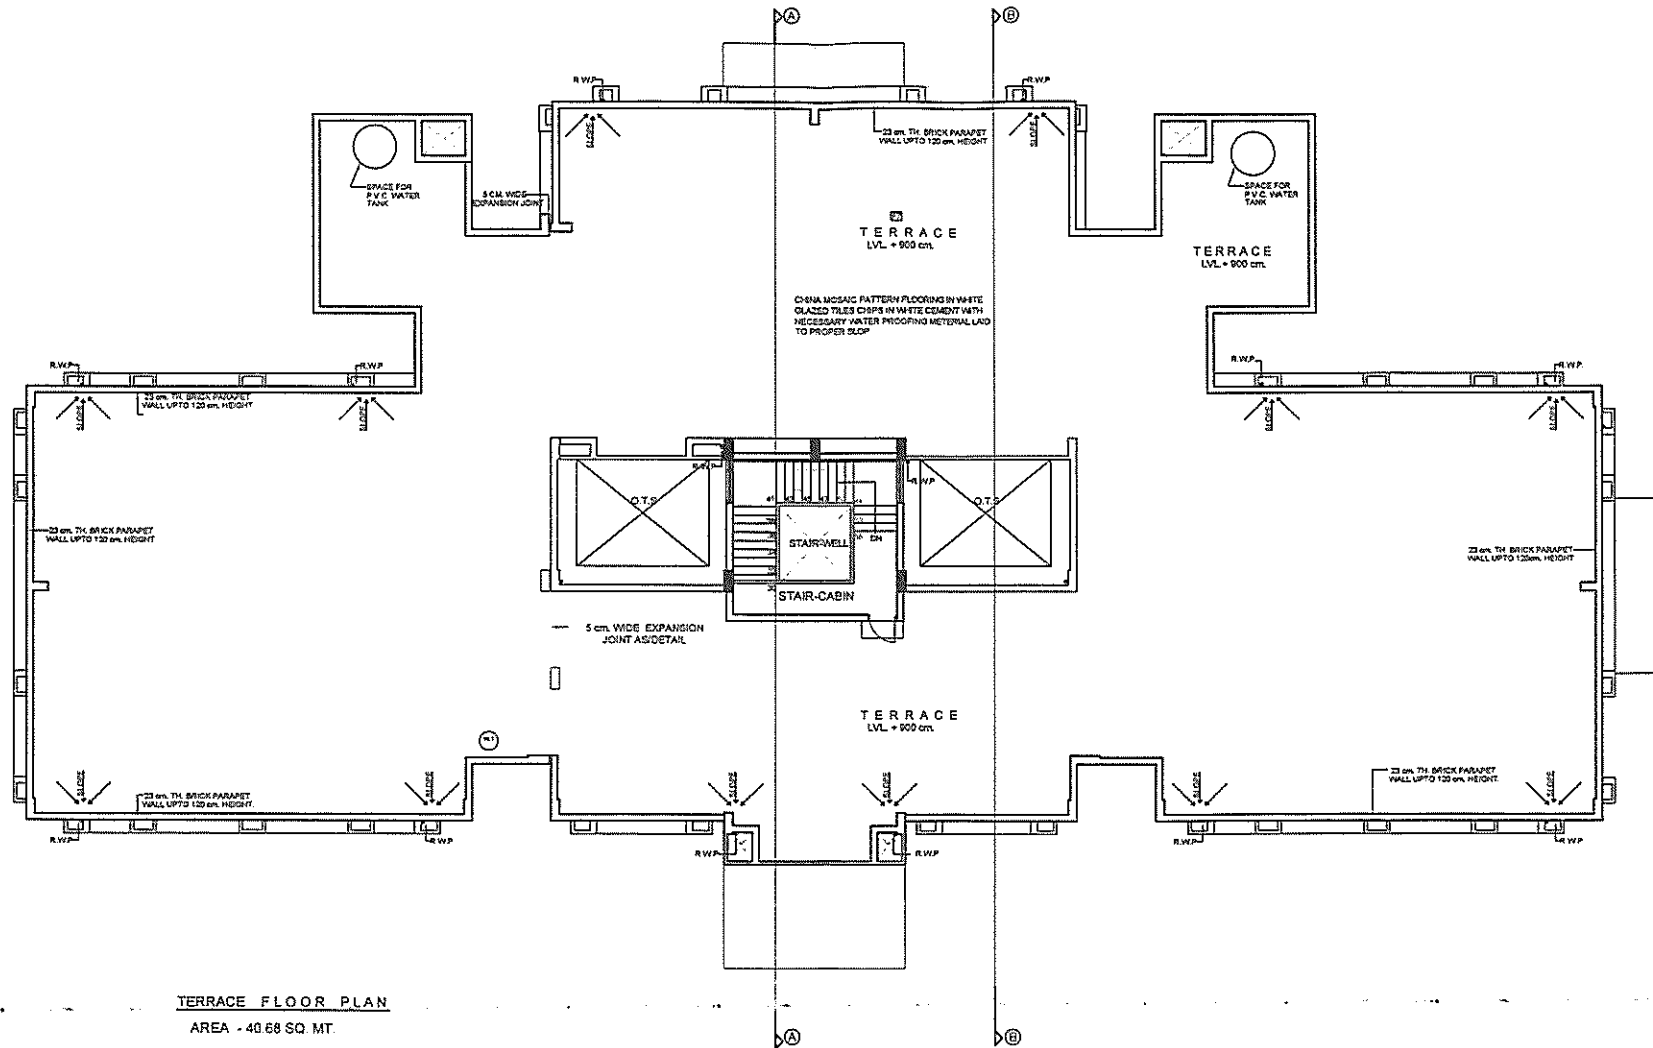 A
B
R.W.P
R.W.P
SLOPE
SLOPE
23 cm. TH. BRICK PARAPET
WALL UPTO 120 cm. HEIGHT
SPACE FOR
P.V.C. WATER
TANK
5 CM. WIDE
EXPANSION JOINT
SPACE FOR
P.V.C. WATER
TANK
TERRACE
LVL. + 900 cm.
TERRACE
LVL. + 900 cm.
CHINA MOSAIC PATTERN FLOORING IN WHITE
GLAZED TILES CHIPS IN WHITE CEMENT WITH
NECESSARY WATER PROOFING METERIAL LAID
TO PROPER SLOP
R.W.P
R.W.P
R.W.P
R.W.P.
23 cm. TH. BRICK PARAPET
WALL UPTO 120 cm. HEIGHT
SLOPE
SLOPE
SLOPE
SLOPE
R.W.P
R.W.P
O.T.S
O.T.S
STAIR-WELL
DN
STAIR-CABIN
23 cm. TH. BRICK PARAPET
WALL UPTO 120 cm. HEIGHT
23 cm. TH. BRICK PARAPET
WALL UPTO 120cm. HEIGHT
5 cm. WIDE EXPANSION
JOINT AS/DETAIL
TERRACE
LVL. + 900 cm.
SLOPE
SLOPE
SLOPE
SLOPE
SLOPE
SLOPE
23 cm. TH. BRICK PARAPET
WALL UPTO 120 cm. HEIGHT.
23 cm. TH. BRICK PARAPET
WALL UPTO 120 cm. HEIGHT.
R.W.P
R.W.P
R.W.P
R.W.P
R.W.P
R.W.P
TERRACE FLOOR PLAN
AREA - 40.68 SQ. MT.
A
B